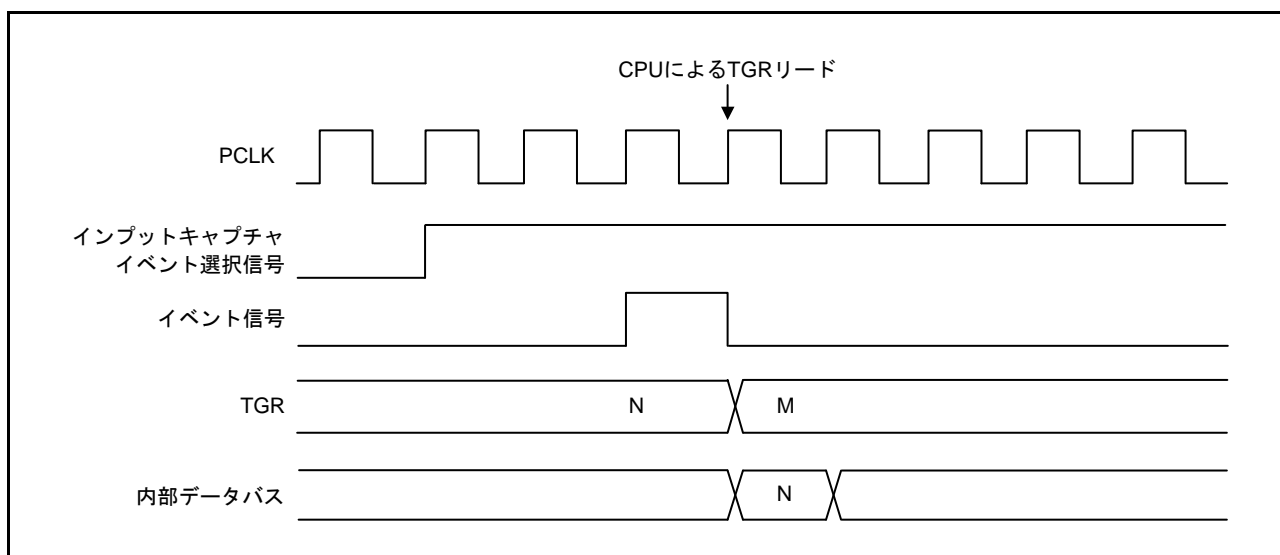 CPUによるTGRリード
PCLK
インプットキャプチャ
イベント選択信号
イベント信号
TGR
N
M
内部データバス
N